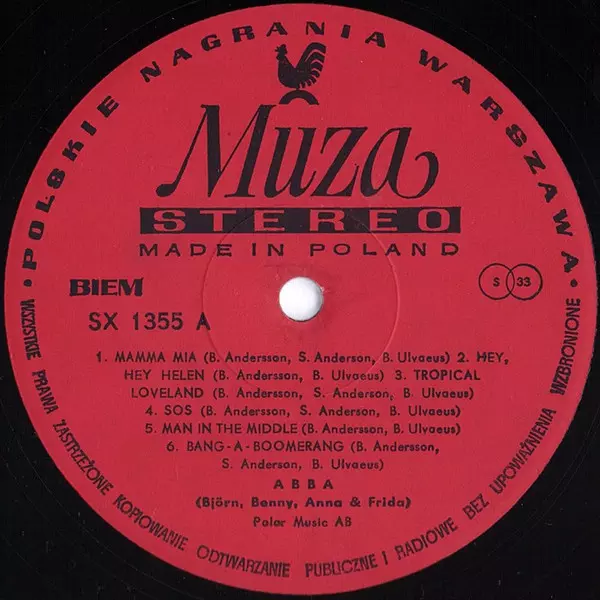 • POLSKIE NAGRANIA WARSZAWA •
Mûza
STEREO
MADE IN POLAND
BIEM
S 33
SX 1355 A
1. MAMMA MIA (B. Andersson, S. Anderson, B. Ulvaeus) 2. HEY,
HEY HELEN (B. Andersson, B. Ulvaeus) 3. TROPICAL
LOVELAND (B. Andersson, S. Anderson, B. Ulvaeus)
4. SOS (B. Andersson, S. Anderson, B. Ulvaeus)
5. MAN IN THE MIDDLE (B. Andersson, B. Ulvaeus)
6. BANG-A-BOOMERANG (B. Andersson,
S. Anderson, B. Ulvaeus)
ABBA
(Björn, Benny, Anna & Frida)
Polar Music AB
WSZYSTKIE PRAWA ZASTRZEŻONE KOPIOWANIE ODTWARZANIE PUBLICZNE I RADIOWE BEZ UPOWAŻNIENIA WZBRONIONE